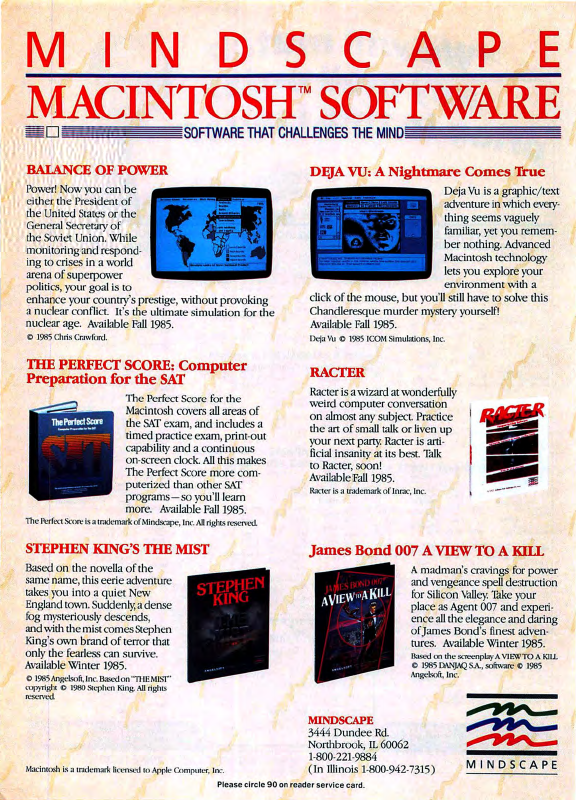 MINDSCAPE
MACINTOSH™ SOFTWARE
SOFTWARE THAT CHALLENGES THE MIND
BALANCE OF POWER
Power! Now you can be
either the President of
the United States or the
General Secretary of
the Soviet Union. While
monitoring and respond-
ing to crises in a world
arena of superpower
politics, your goal is to
enhance your country's prestige, without provoking
a nuclear conflict. It's the ultimate simulation for the
nuclear age. Available Fall 1985.
© 1985 Chris Crawford.
DEJA VU: A Nightmare Comes True
Deja Vu is a graphic/text
adventure in which every-
thing seems vaguely
familiar, yet you remem-
ber nothing. Advanced
Macintosh technology
lets you explore your
environment with a
click of the mouse, but you'll still have to solve this
Chandleresque murder mystery yourself!
Available Fall 1985.
Deja Vu © 1985 ICOM Simulations, Inc.
THE PERFECT SCORE: Computer
Preparation for the SAT
The Perfect Score
SAT
The Perfect Score for the
Macintosh covers all areas of
the SAT exam, and includes a
timed practice exam, print-out
capability and a continuous
on-screen clock. All this makes
The Perfect Score more com-
puterized than other SAT
programs—so you'll learn
more. Available Fall 1985.
The Perfect Score is a trademark of Mindscape, Inc. All rights reserved.
RACTER
Racter is a wizard at wonderfully
weird computer conversation
on almost any subject. Practice
the art of small talk or liven up
your next party. Racter is arti-
ficial insanity at its best. Talk
to Racter, soon!
Available Fall 1985.
Racter is a trademark of Inrac, Inc.
RACTER
STEPHEN KING'S THE MIST
Based on the novella of the
same name, this eerie adventure
takes you into a quiet New
England town. Suddenly, a dense
fog mysteriously descends,
and with the mist comes Stephen
King's own brand of terror that
only the fearless can survive.
Available Winter 1985.
© 1985 Angelsoft, Inc. Based on "THE MIST"
copyright © 1980 Stephen King. All rights
reserved.
STEPHEN
KING
James Bond 007 A VIEW TO A KILL
JAMES BOND 007
A VIEW TO A KILL
A madman's cravings for power
and vengeance spell destruction
for Silicon Valley. Take your
place as Agent 007 and experi-
ence all the elegance and daring
of James Bond's finest adven-
tures. Available Winter 1985.
Based on the screenplay A VIEW TO A KILL
© 1985 DANJAQ S.A., software © 1985
Angelsoft, Inc.
MINDSCAPE
3444 Dundee Rd.
Northbrook, IL 60062
1-800-221-9884
(In Illinois 1-800-942-7315)
MINDSCAPE
Macintosh is a trademark licensed to Apple Computer, Inc.
Please circle 90 on reader service card.